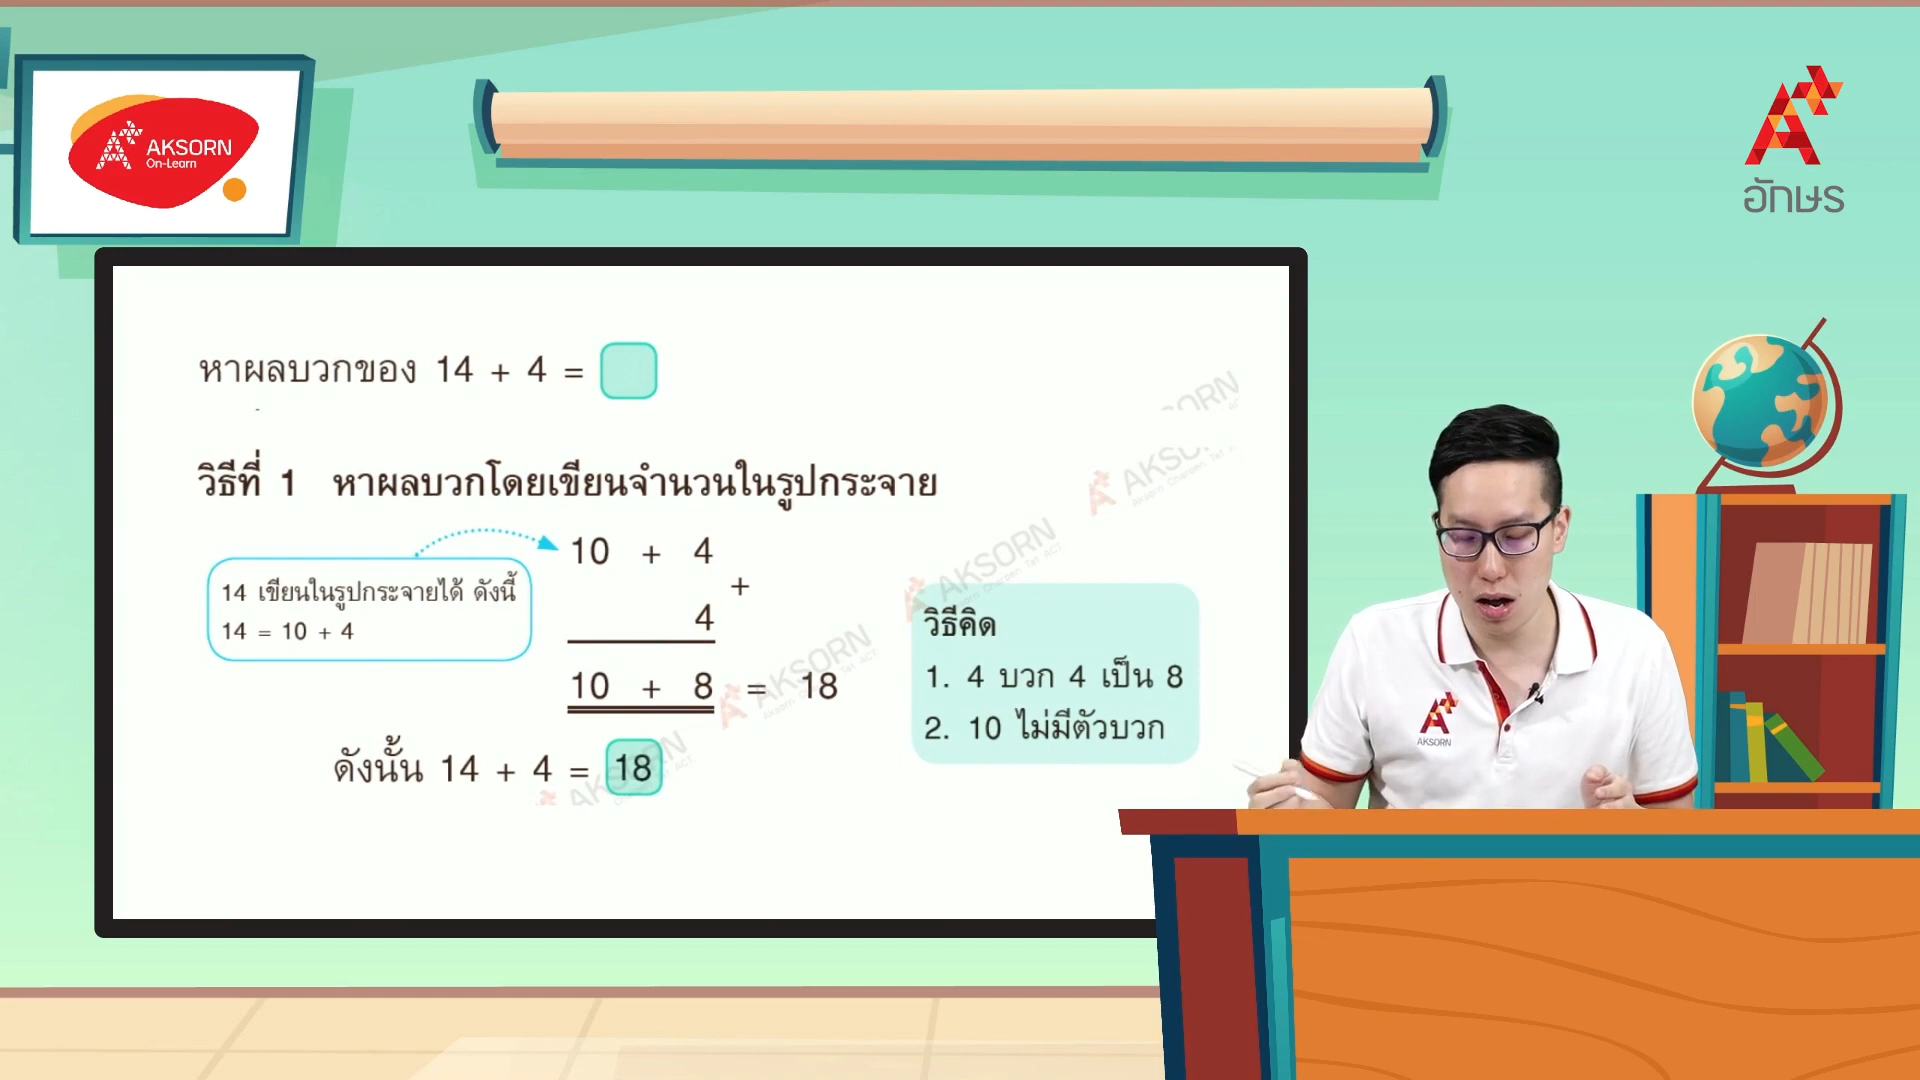 AKSORN
On-Learn
อักษร
หาผลบวกของ 14 + 4 =
วิธีที่ 1 หาผลบวกโดยเขียนจำนวนในรูปกระจาย
14 เขียนในรูปกระจายได้ ดังนี้
14 = 10 + 4
10 + 4
+
4
10 + 8 = 18
ดังนั้น 14 + 4 = 18
วิธีคิด
1. 4 บวก 4 เป็น 8
2. 10 ไม่มีตัวบวก
AKSORN
AKSORN
AKSORN